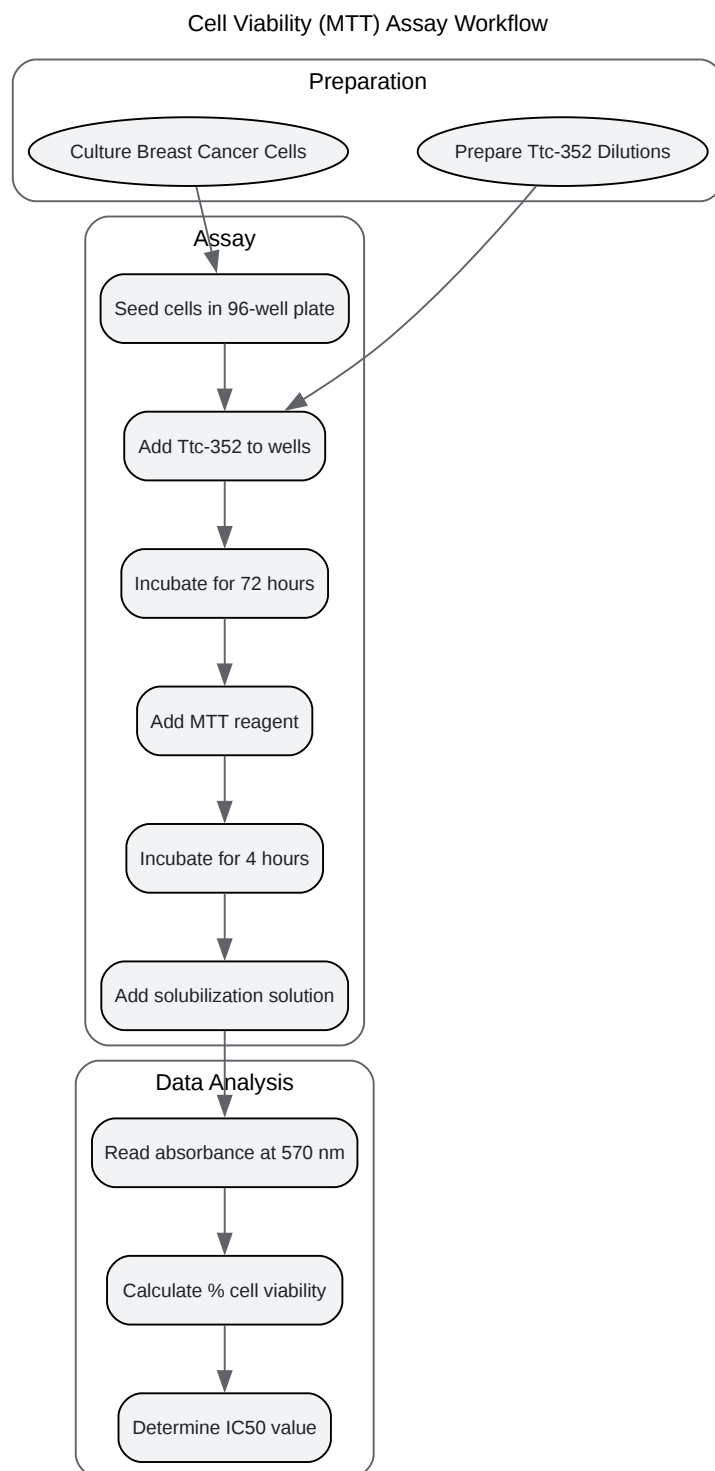 Cell Viability (MTT) Assay Workflow
Preparation
Culture Breast Cancer Cells
Prepare Ttc-352 Dilutions
Assay
Seed cells in 96-well plate
Add Ttc-352 to wells
Incubate for 72 hours
Add MTT reagent
Incubate for 4 hours
Add solubilization solution
Data Analysis
Read absorbance at 570 nm
Calculate % cell viability
Determine IC50 value